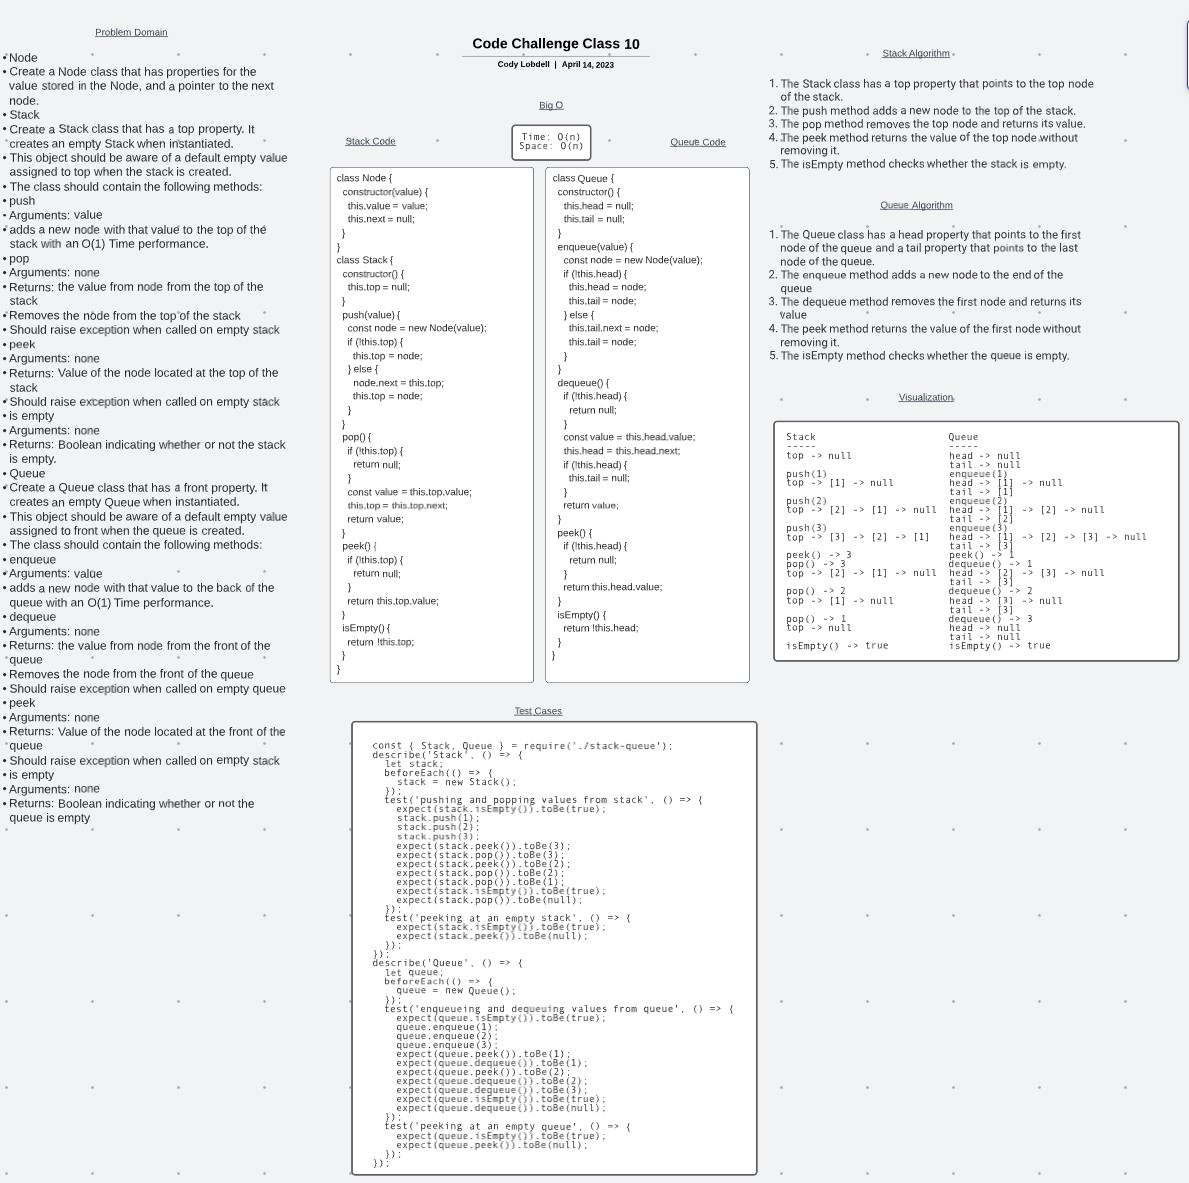 Problem Domain
• Node
• Create a Node class that has properties for the
value stored in the Node, and a pointer to the next
node.
• Stack
• Create a Stack class that has a top property. It
creates an empty Stack when instantiated.
• This object should be aware of a default empty value
assigned to top when the stack is created.
• The class should contain the following methods:
• push
• Arguments: value
• adds a new node with that value to the top of the
stack with an O(1) Time performance.
• pop
• Arguments: none
• Returns: the value from node from the top of the
stack
• Removes the node from the top of the stack
• Should raise exception when called on empty stack
• peek
• Arguments: none
• Returns: Value of the node located at the top of the
stack
• Should raise exception when called on empty stack
• is empty
• Arguments: none
• Returns: Boolean indicating whether or not the stack
is empty.
• Queue
• Create a Queue class that has a front property. It
creates an empty Queue when instantiated.
• This object should be aware of a default empty value
assigned to front when the queue is created.
• The class should contain the following methods:
• enqueue
• Arguments: value
• adds a new node with that value to the back of the
queue with an O(1) Time performance.
• dequeue
• Arguments: none
• Returns: the value from node from the front of the
queue
• Removes the node from the front of the queue
• Should raise exception when called on empty queue
• peek
• Arguments: none
• Returns: Value of the node located at the front of the
queue
• Should raise exception when called on empty stack
• is empty
• Arguments: none
• Returns: Boolean indicating whether or not the
queue is empty
Code Challenge Class 10
Cody Lobdell | April 14, 2023
Big O
Time: O(n)
Space: O(n)
Stack Code
class Node {
constructor(value) {
this.value = value;
this.next = null;
}
}
class Stack {
constructor() {
this.top = null;
}
push(value) {
const node = new Node(value);
if (!this.top) {
this.top = node;
} else {
node.next = this.top;
this.top = node;
}
}
pop() {
if (!this.top) {
return null;
}
const value = this.top.value;
this.top = this.top.next;
return value;
}
peek() {
if (!this.top) {
return null;
}
return this.top.value;
}
isEmpty() {
return !this.top;
}
}
Queue Code
class Queue {
constructor() {
this.head = null;
this.tail = null;
}
enqueue(value) {
const node = new Node(value);
if (!this.head) {
this.head = node;
this.tail = node;
} else {
this.tail.next = node;
this.tail = node;
}
}
dequeue() {
if (!this.head) {
return null;
}
const value = this.head.value;
this.head = this.head.next;
if (!this.head) {
this.tail = null;
}
return value;
}
peek() {
if (!this.head) {
return null;
}
return this.head.value;
}
isEmpty() {
return !this.head;
}
}
Test Cases
const { Stack, Queue } = require('./stack-queue');
describe('Stack', () => {
let stack;
beforeEach(() => {
stack = new Stack();
});
test('pushing and popping values from stack', () => {
expect(stack.isEmpty()).toBe(true);
stack.push(1);
stack.push(2);
stack.push(3);
expect(stack.peek()).toBe(3);
expect(stack.pop()).toBe(3);
expect(stack.peek()).toBe(2);
expect(stack.pop()).toBe(2);
expect(stack.pop()).toBe(1);
expect(stack.isEmpty()).toBe(true);
expect(stack.pop()).toBe(null);
});
test('peeking at an empty stack', () => {
expect(stack.isEmpty()).toBe(true);
expect(stack.peek()).toBe(null);
});
});
describe('Queue', () => {
let queue;
beforeEach(() => {
queue = new Queue();
});
test('enqueueing and dequeuing values from queue', () => {
expect(queue.isEmpty()).toBe(true);
queue.enqueue(1);
queue.enqueue(2);
queue.enqueue(3);
expect(queue.peek()).toBe(1);
expect(queue.dequeue()).toBe(1);
expect(queue.peek()).toBe(2);
expect(queue.dequeue()).toBe(2);
expect(queue.dequeue()).toBe(3);
expect(queue.isEmpty()).toBe(true);
expect(queue.dequeue()).toBe(null);
});
test('peeking at an empty queue', () => {
expect(queue.isEmpty()).toBe(true);
expect(queue.peek()).toBe(null);
});
});
Stack Algorithm
1. The Stack class has a top property that points to the top node
of the stack.
2. The push method adds a new node to the top of the stack.
3. The pop method removes the top node and returns its value.
4. The peek method returns the value of the top node without
removing it.
5. The isEmpty method checks whether the stack is empty.
Queue Algorithm
1. The Queue class has a head property that points to the first
node of the queue and a tail property that points to the last
node of the queue.
2. The enqueue method adds a new node to the end of the
queue
3. The dequeue method removes the first node and returns its
value
4. The peek method returns the value of the first node without
removing it.
5. The isEmpty method checks whether the queue is empty.
Visualization
Stack Queue
----- -----
top -> null head -> null
tail -> null
push(1) enqueue(1)
top -> [1] -> null head -> [1] -> null
tail -> [1]
push(2) enqueue(2)
top -> [2] -> [1] -> null head -> [1] -> [2] -> null
tail -> [2]
push(3) enqueue(3)
top -> [3] -> [2] -> [1] head -> [1] -> [2] -> [3] -> null
tail -> [3]
peek() -> 3 peek() -> 1
pop() -> 3 dequeue() -> 1
top -> [2] -> [1] -> null head -> [2] -> [3] -> null
tail -> [3]
pop() -> 2 dequeue() -> 2
top -> [1] -> null head -> [3] -> null
tail -> [3]
pop() -> 1 dequeue() -> 3
top -> null head -> null
tail -> null
isEmpty() -> true isEmpty() -> true